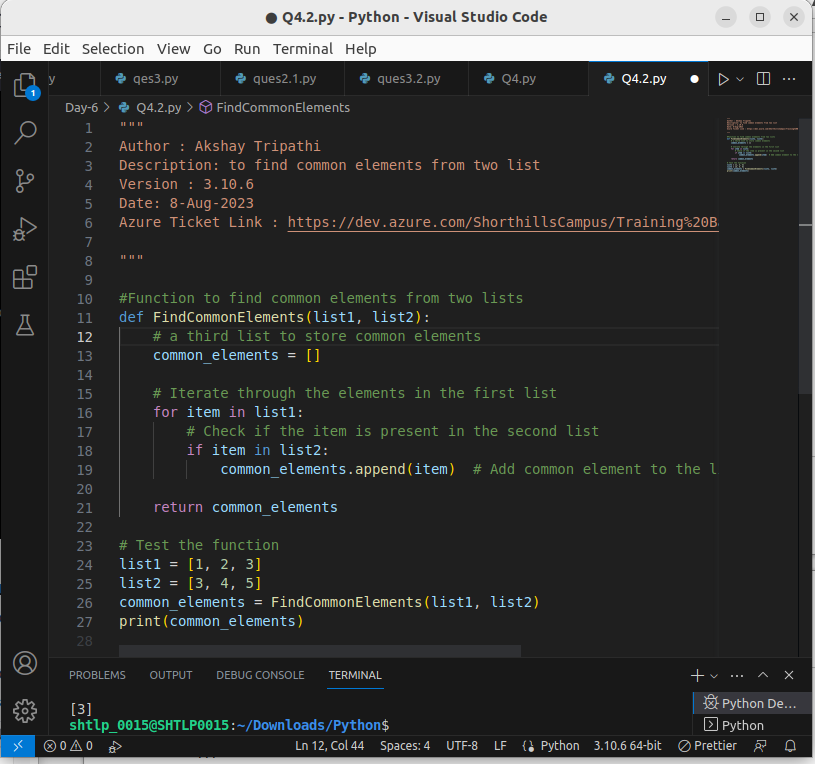 ● Q4.2.py - Python - Visual Studio Code
File Edit Selection View Go Run Terminal Help
y qes3.py ques2.1.py ques3.2.py Q4.py Q4.2.py ●
1
Day-6 > Q4.2.py > FindCommonElements
1 """
2 Author : Akshay Tripathi
3 Description: to find common elements from two list
4 Version : 3.10.6
5 Date: 8-Aug-2023
6 Azure Ticket Link : https://dev.azure.com/ShorthillsCampus/Training%20Ba
7
8 """
9
10 #Function to find common elements from two lists
11 def FindCommonElements(list1, list2):
12 # a third list to store common elements
13 common_elements = []
14
15 # Iterate through the elements in the first list
16 for item in list1:
17 # Check if the item is present in the second list
18 if item in list2:
19 common_elements.append(item) # Add common element to the l
20
21 return common_elements
22
23 # Test the function
24 list1 = [1, 2, 3]
25 list2 = [3, 4, 5]
26 common_elements = FindCommonElements(list1, list2)
27 print(common_elements)
28
PROBLEMS OUTPUT DEBUG CONSOLE TERMINAL
[3]
shtlp_0015@SHTLP0015:~/Downloads/Python$
Python De...
Python
0 0 Ln 12, Col 44 Spaces: 4 UTF-8 LF Python 3.10.6 64-bit Prettier